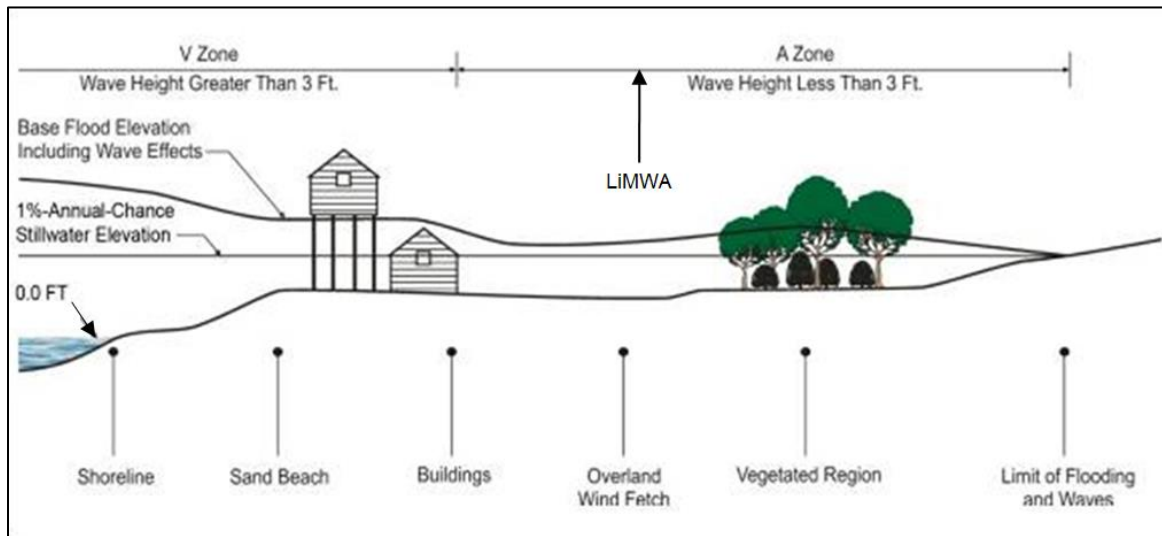 V Zone
Wave Height Greater Than 3 Ft.
A Zone
Wave Height Less Than 3 Ft.
Base Flood Elevation
Including Wave Effects
LiMWA
1%-Annual-Chance
Stillwater Elevation
0.0 FT
Shoreline
Sand Beach
Buildings
Overland
Wind Fetch
Vegetated Region
Limit of Flooding
and Waves